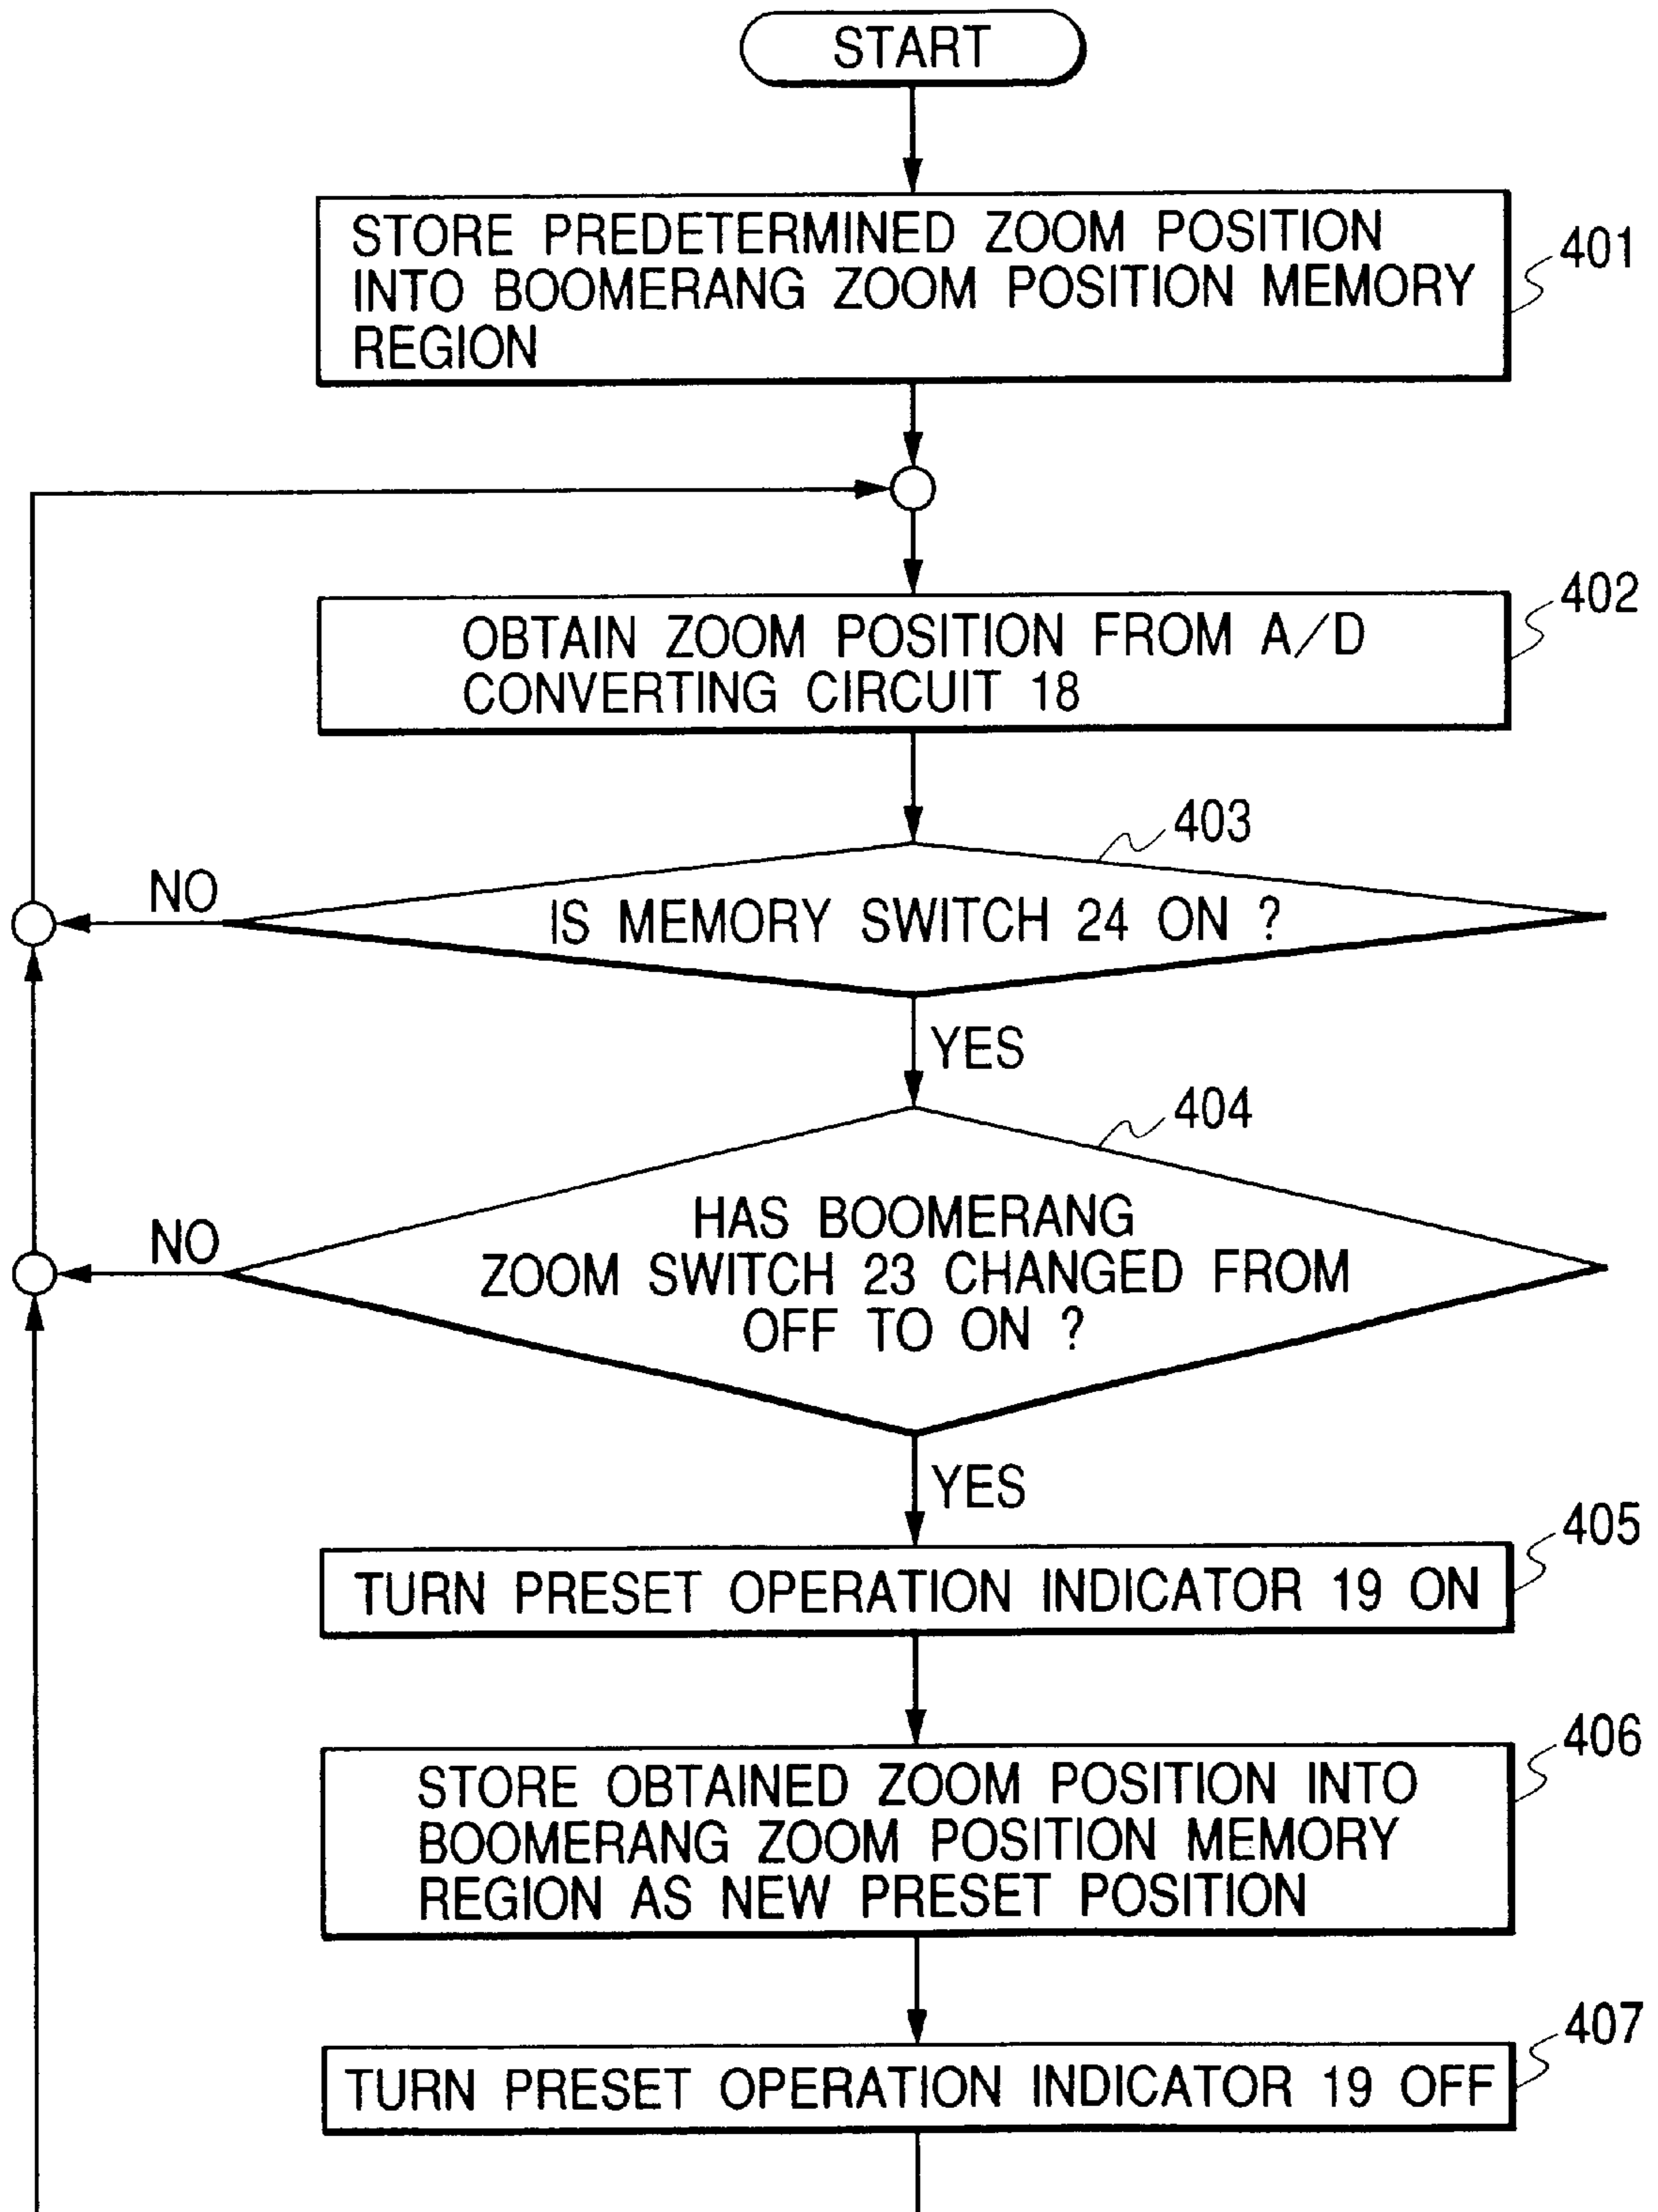 START
STORE PREDETERMINED ZOOM POSITION
INTO BOOMERANG ZOOM POSITION MEMORY
REGION
401
OBTAIN ZOOM POSITION FROM A/D
CONVERTING CIRCUIT 18
402
403
IS MEMORY SWITCH 24 ON ?
NO
YES
404
HAS BOOMERANG
ZOOM SWITCH 23 CHANGED FROM
OFF TO ON ?
NO
YES
405
TURN PRESET OPERATION INDICATOR 19 ON
406
STORE OBTAINED ZOOM POSITION INTO
BOOMERANG ZOOM POSITION MEMORY
REGION AS NEW PRESET POSITION
407
TURN PRESET OPERATION INDICATOR 19 OFF